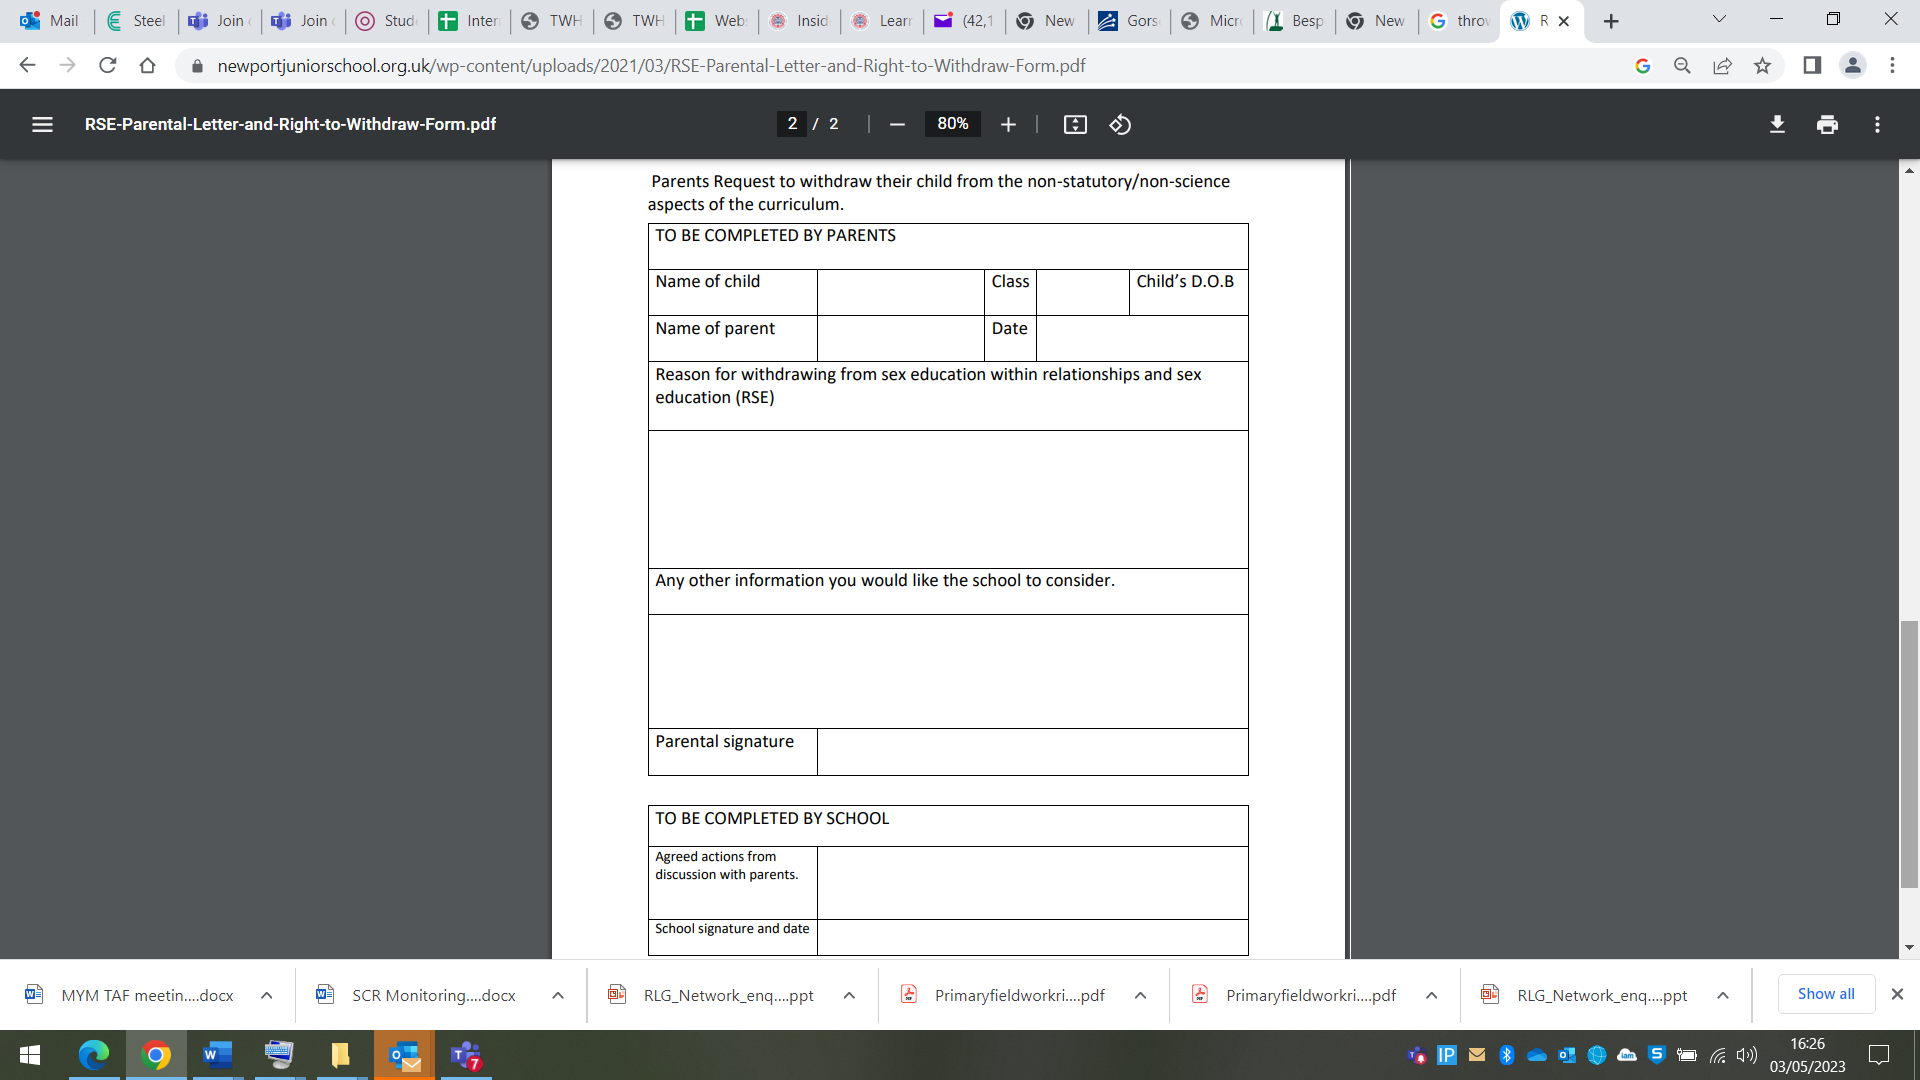 Mail Steel Join Join Stud Inter TWH TWH Web Insid Lear (42,1 New Gors Micr Besp New throw R
newportjuniorschool.org.uk/wp-content/uploads/2021/03/RSE-Parental-Letter-and-Right-to-Withdraw-Form.pdf
RSE-Parental-Letter-and-Right-to-Withdraw-Form.pdf 2 / 2 80%
Parents Request to withdraw their child from the non-statutory/non-science
aspects of the curriculum.
TO BE COMPLETED BY PARENTS
Name of child Class Child’s D.O.B
Name of parent Date
Reason for withdrawing from sex education within relationships and sex
education (RSE)
Any other information you would like the school to consider.
Parental signature
TO BE COMPLETED BY SCHOOL
Agreed actions from
discussion with parents.
School signature and date
MYM TAF meetin....docx SCR Monitoring....docx RLG_Network_enq....ppt Primaryfieldworkri....pdf Primaryfieldworkri....pdf RLG_Network_enq....ppt Show all
7 IP 16:26
03/05/2023